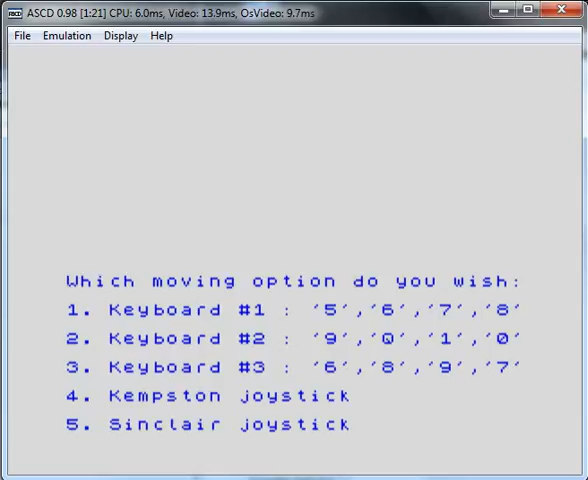 ASCD 0.98 [1:21] CPU: 6.0ms, Video: 13.9ms, OsVideo: 9.7ms
File Emulation Display Help
Which moving option do you wish:
1. Keyboard #1 : '5','6','7','8'
2. Keyboard #2 : '9','Q','1','0'
3. Keyboard #3 : '6','8','9','7'
4. Kempston joystick
5. Sinclair joystick